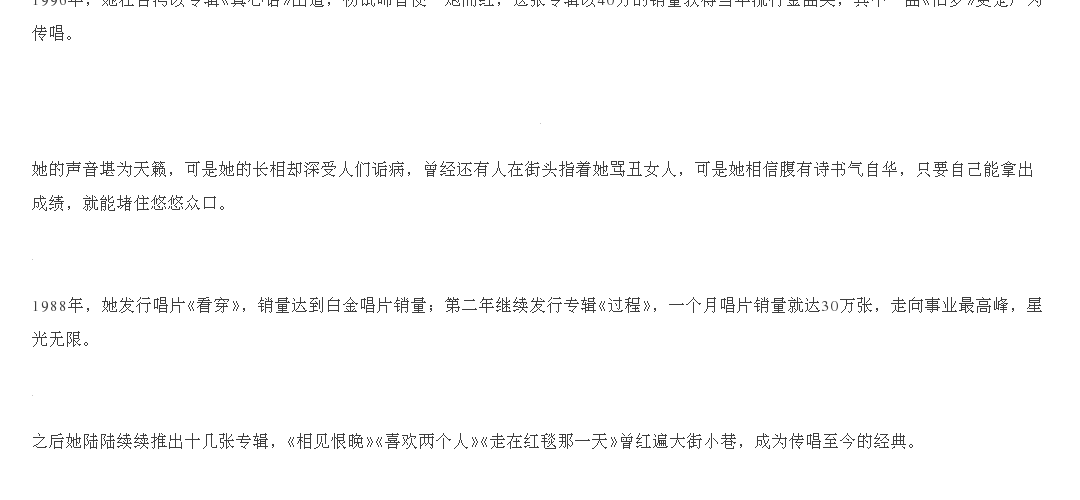 传唱。
她的声音堪为天籁，可是她的长相却深受人们诟病，曾经还有人在街头指着她骂丑女人，可是她相信腹有诗书气自华，只要自己能拿出
成绩，就能堵住悠悠众口。
1988年，她发行唱片《看穿》，销量达到白金唱片销量；第二年继续发行专辑《过程》，一个月唱片销量就达30万张，走向事业最高峰，星
光无限。
之后她陆陆续续推出十几张专辑，《相见恨晚》《喜欢两个人》《走在红毯那一天》曾红遍大街小巷，成为传唱至今的经典。